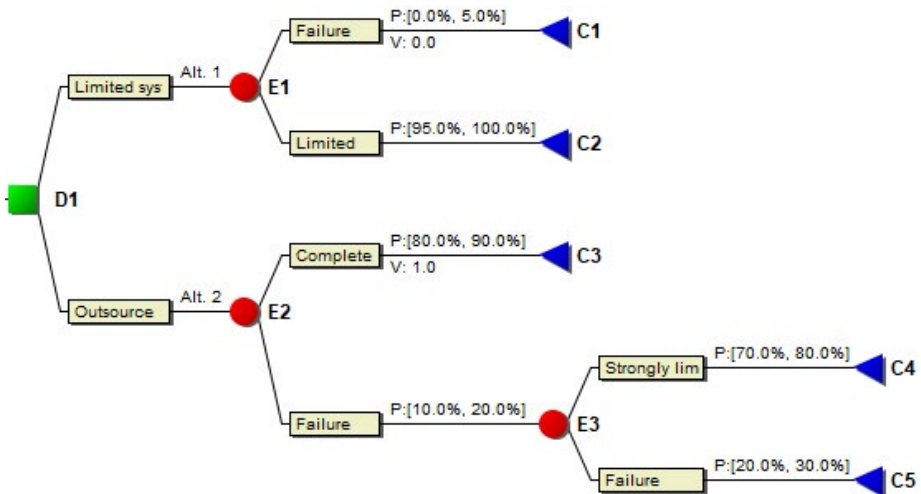 Failure P:[0.0%, 5.0%] C1
V: 0.0
Limited sys Alt. 1 E1
Limited P:[95.0%, 100.0%] C2
D1
Complete P:[80.0%, 90.0%] C3
V: 1.0
Outsource Alt. 2 E2
Strongly lim P:[70.0%, 80.0%] C4
Failure P:[10.0%, 20.0%] E3
Failure P:[20.0%, 30.0%] C5